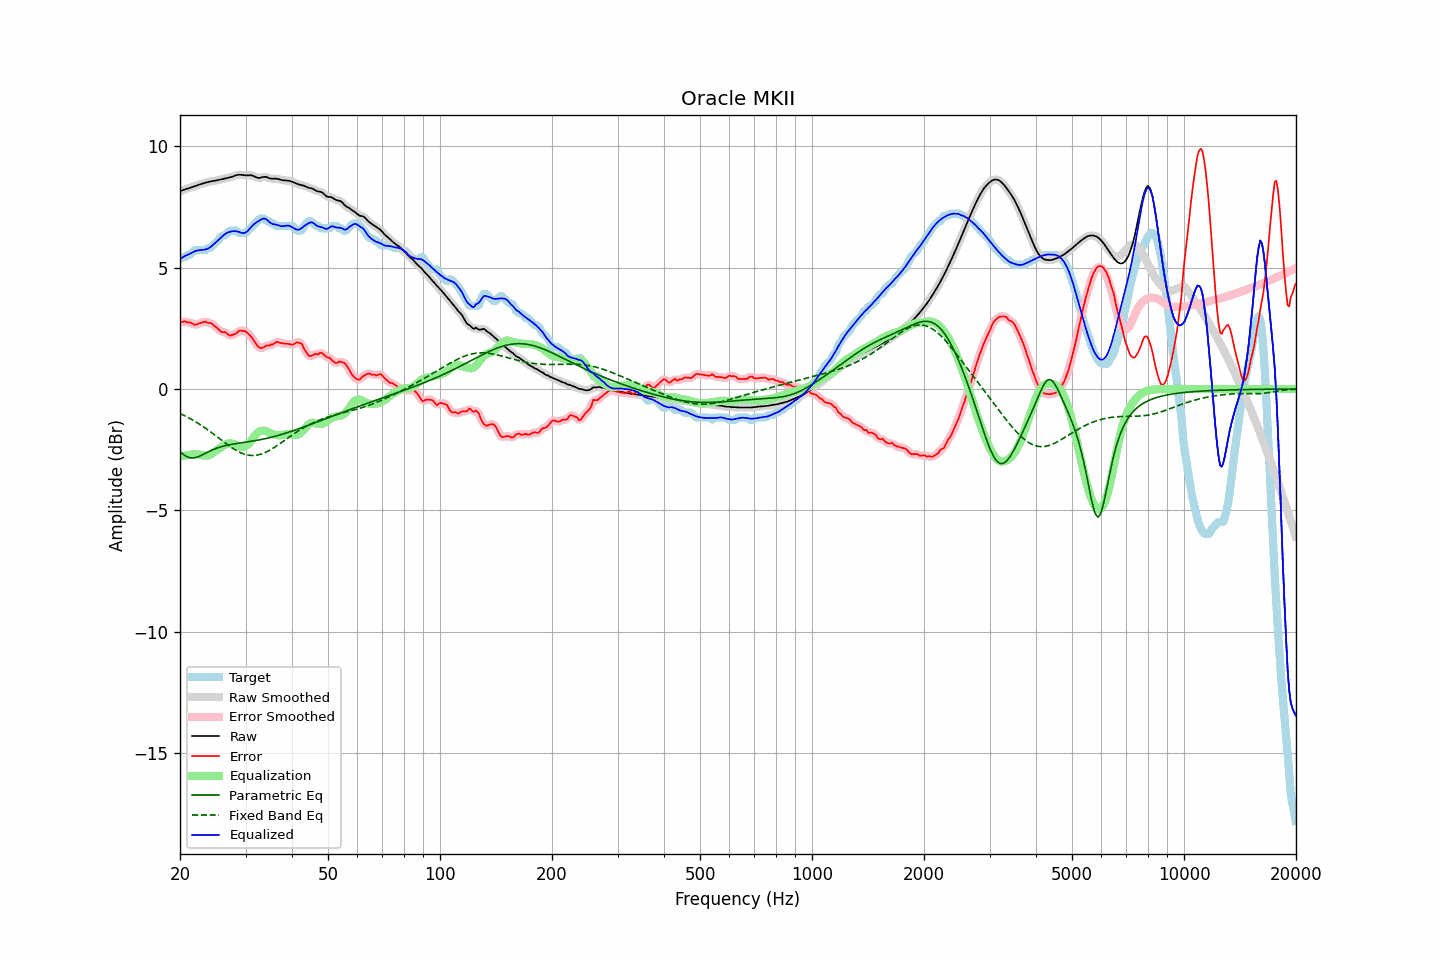 Oracle MKII
10
5
0
−5
−10
−15
Amplitude (dBr)
Target
Raw Smoothed
Error Smoothed
Raw
Error
Equalization
Parametric Eq
Fixed Band Eq
Equalized
20 50 100 200 500 1000 2000 5000 10000 20000
Frequency (Hz)